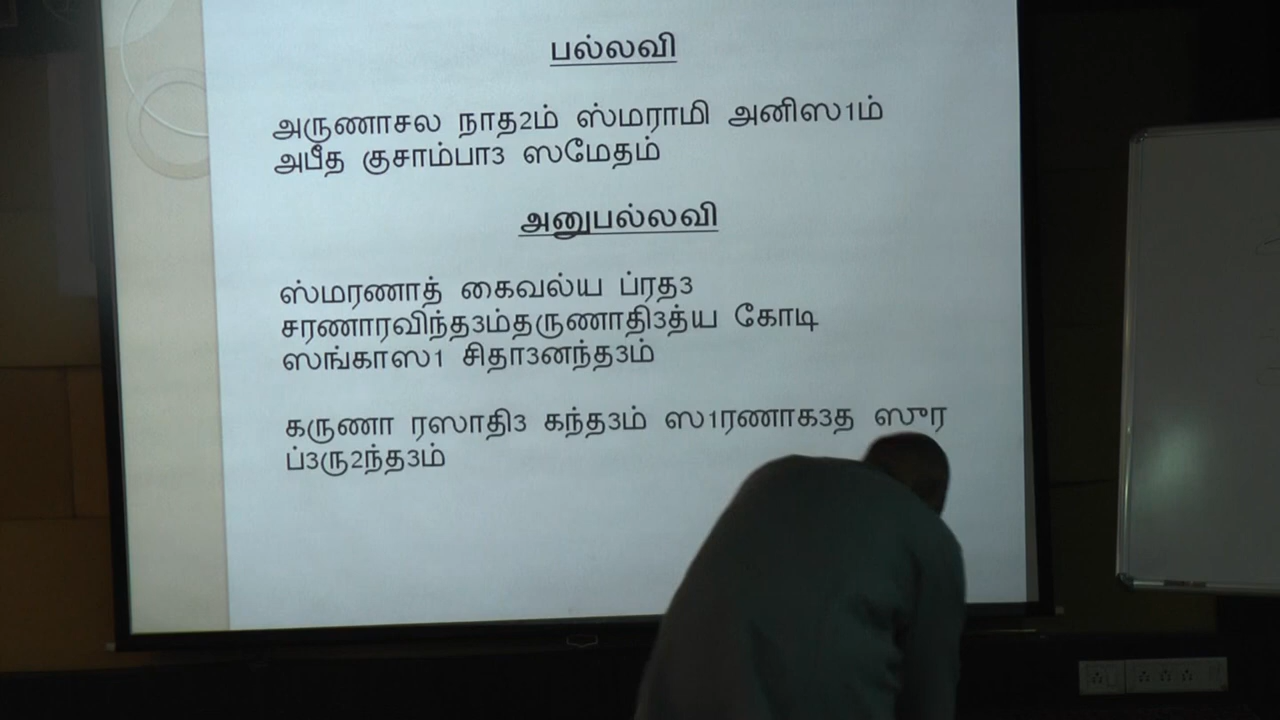 பல்லவி
அருணாசல நாத2ம் ஸ்மராமி அனிஸ1ம்
அபீத குசாம்பா3 ஸமேதம்
அனுபல்லவி
ஸ்மரணாத் கைவல்ய ப்ரத3
சரணாரவிந்த3ம்தருணாதி3த்ய கோடி
ஸங்காஸ1 சிதா3னந்த3ம்
கருணா ரஸாதி3 கந்த3ம் ஸ1ரணாக3த ஸுர
ப்3ரு2ந்த3ம்